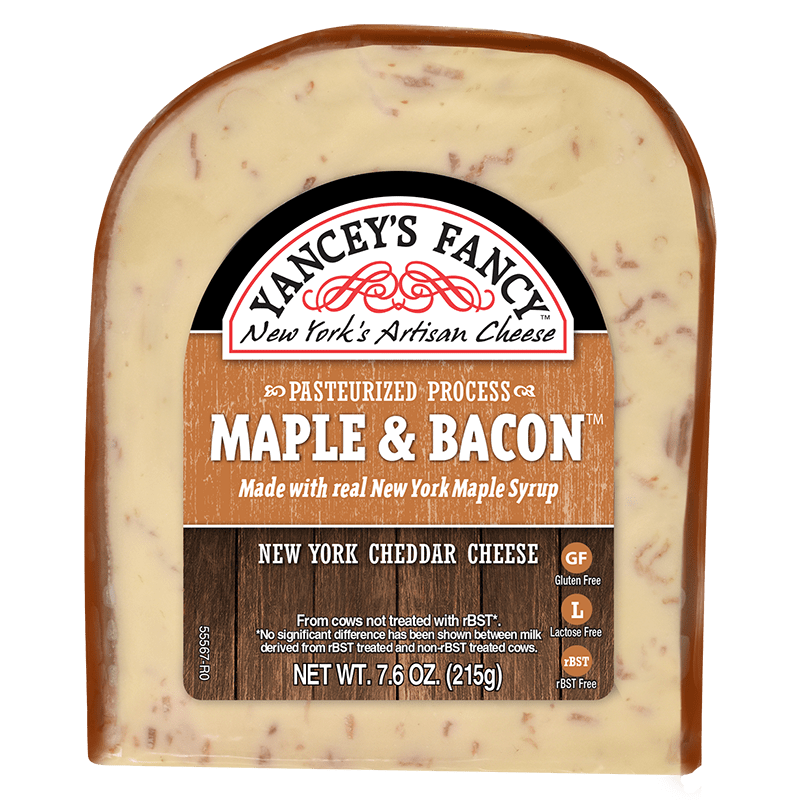 YANCEY'S FANCY
New York's Artisan Cheese™
PASTEURIZED PROCESS
MAPLE & BACON™
Made with real New York Maple Syrup
NEW YORK CHEDDAR CHEESE
GF
Gluten Free
L
Lactose Free
rBST
rBST Free
From cows not treated with rBST*.
*No significant difference has been shown between milk
derived from rBST treated and non-rBST treated cows.
NET WT. 7.6 OZ. (215g)
55567-R0